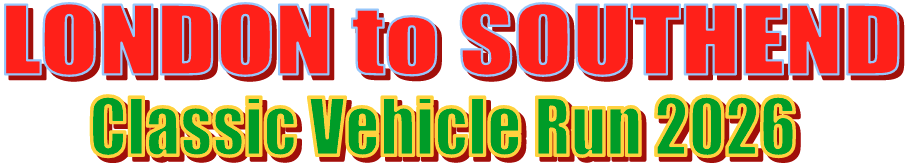 LONDON to SOUTHEND
Classic Vehicle Run 2026